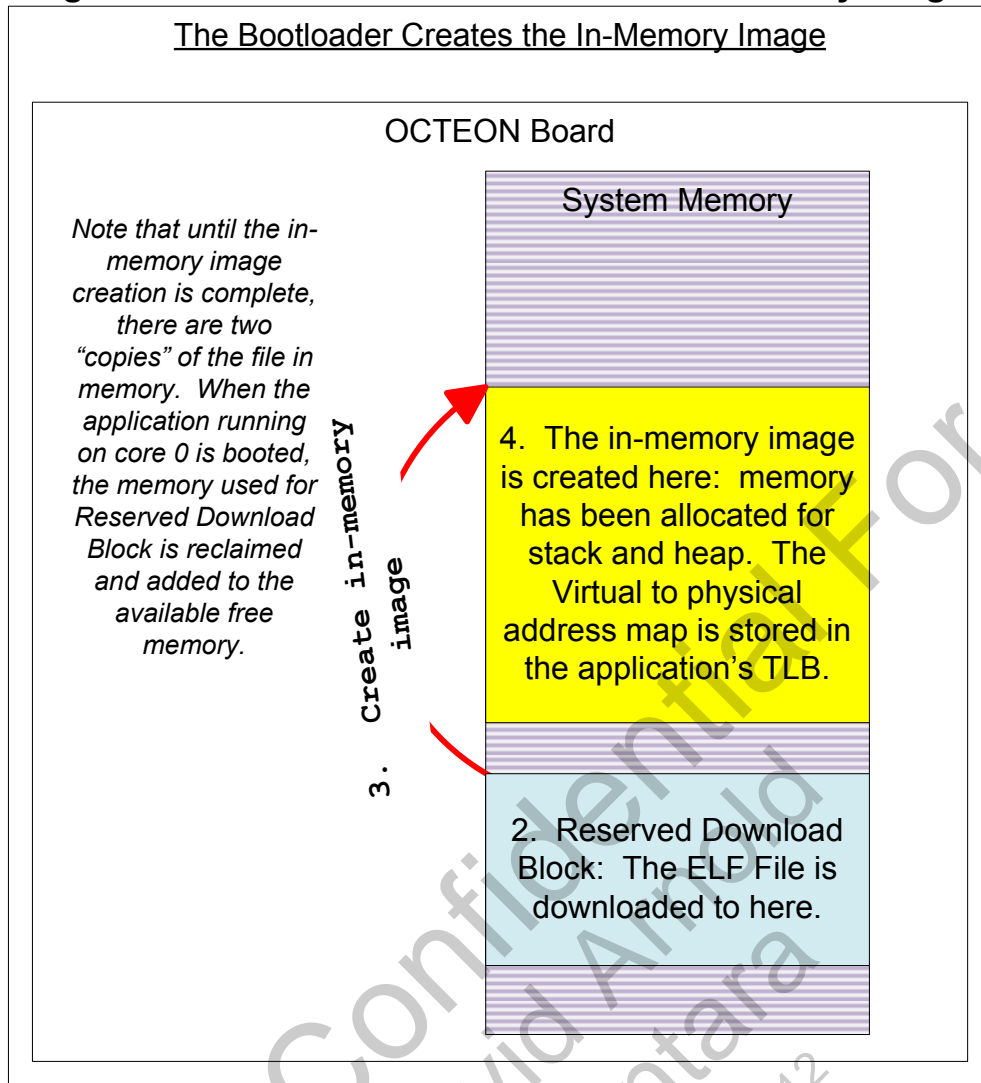 The Bootloader Creates the In-Memory Image
OCTEON Board
System Memory
Note that until the in-
memory image
creation is complete,
there are two
“copies” of the file in
memory. When the
application running
on core 0 is booted,
the memory used for
Reserved Download
Block is reclaimed
and added to the
available free
memory.
3. Create in-memory
image
4. The in-memory image
is created here: memory
has been allocated for
stack and heap. The
Virtual to physical
address map is stored in
the application’s TLB.
2. Reserved Download
Block: The ELF File is
downloaded to here.
Confidential For
Arnold